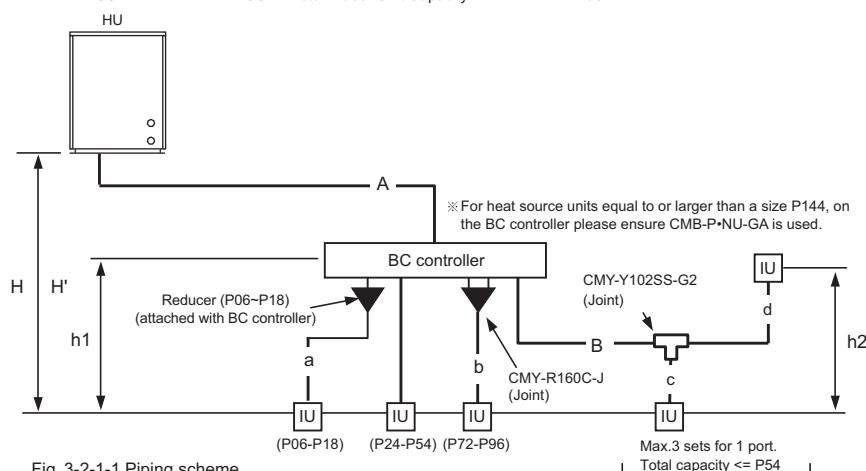 HU
A
※For heat source units equal to or larger than a size P144, on
the BC controller please ensure CMB-P•NU-GA is used.
BC controller
IU
CMY-Y102SS-G2
(Joint)
H
H'
h1
Reducer (P06~P18)
(attached with BC controller)
d
h2
B
a
b
c
CMY-R160C-J
(Joint)
IU
IU
IU
IU
(P06-P18)
(P24-P54)
(P72-P96)
Max.3 sets for 1 port.
Total capacity <= P54
Fig. 3-2-1-1 Piping scheme